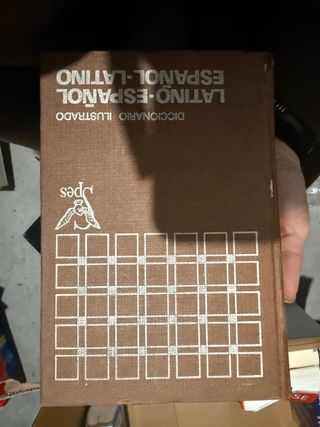 DICCIONARIO ILUSTRADO
LATINO-ESPAÑOL
ESPAÑOL-LATINO
Spes